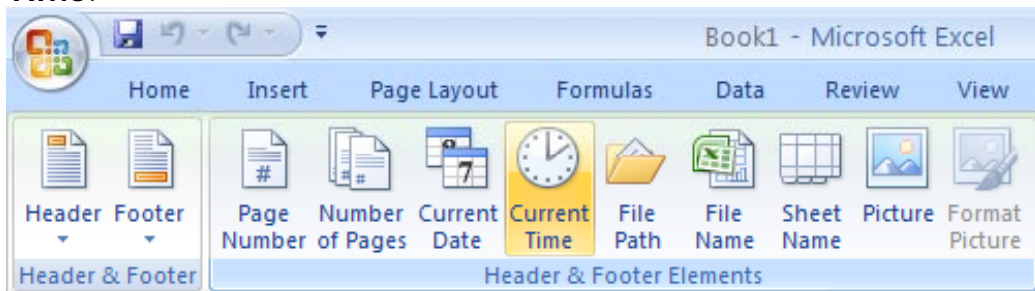 Book1 - Microsoft Excel
Home Insert Page Layout Formulas Data Review View
# # # 7
Header Footer Page Number Current Current File File Sheet Picture Format
Number of Pages Date Time Path Name Name Picture
Header & Footer Header & Footer Elements